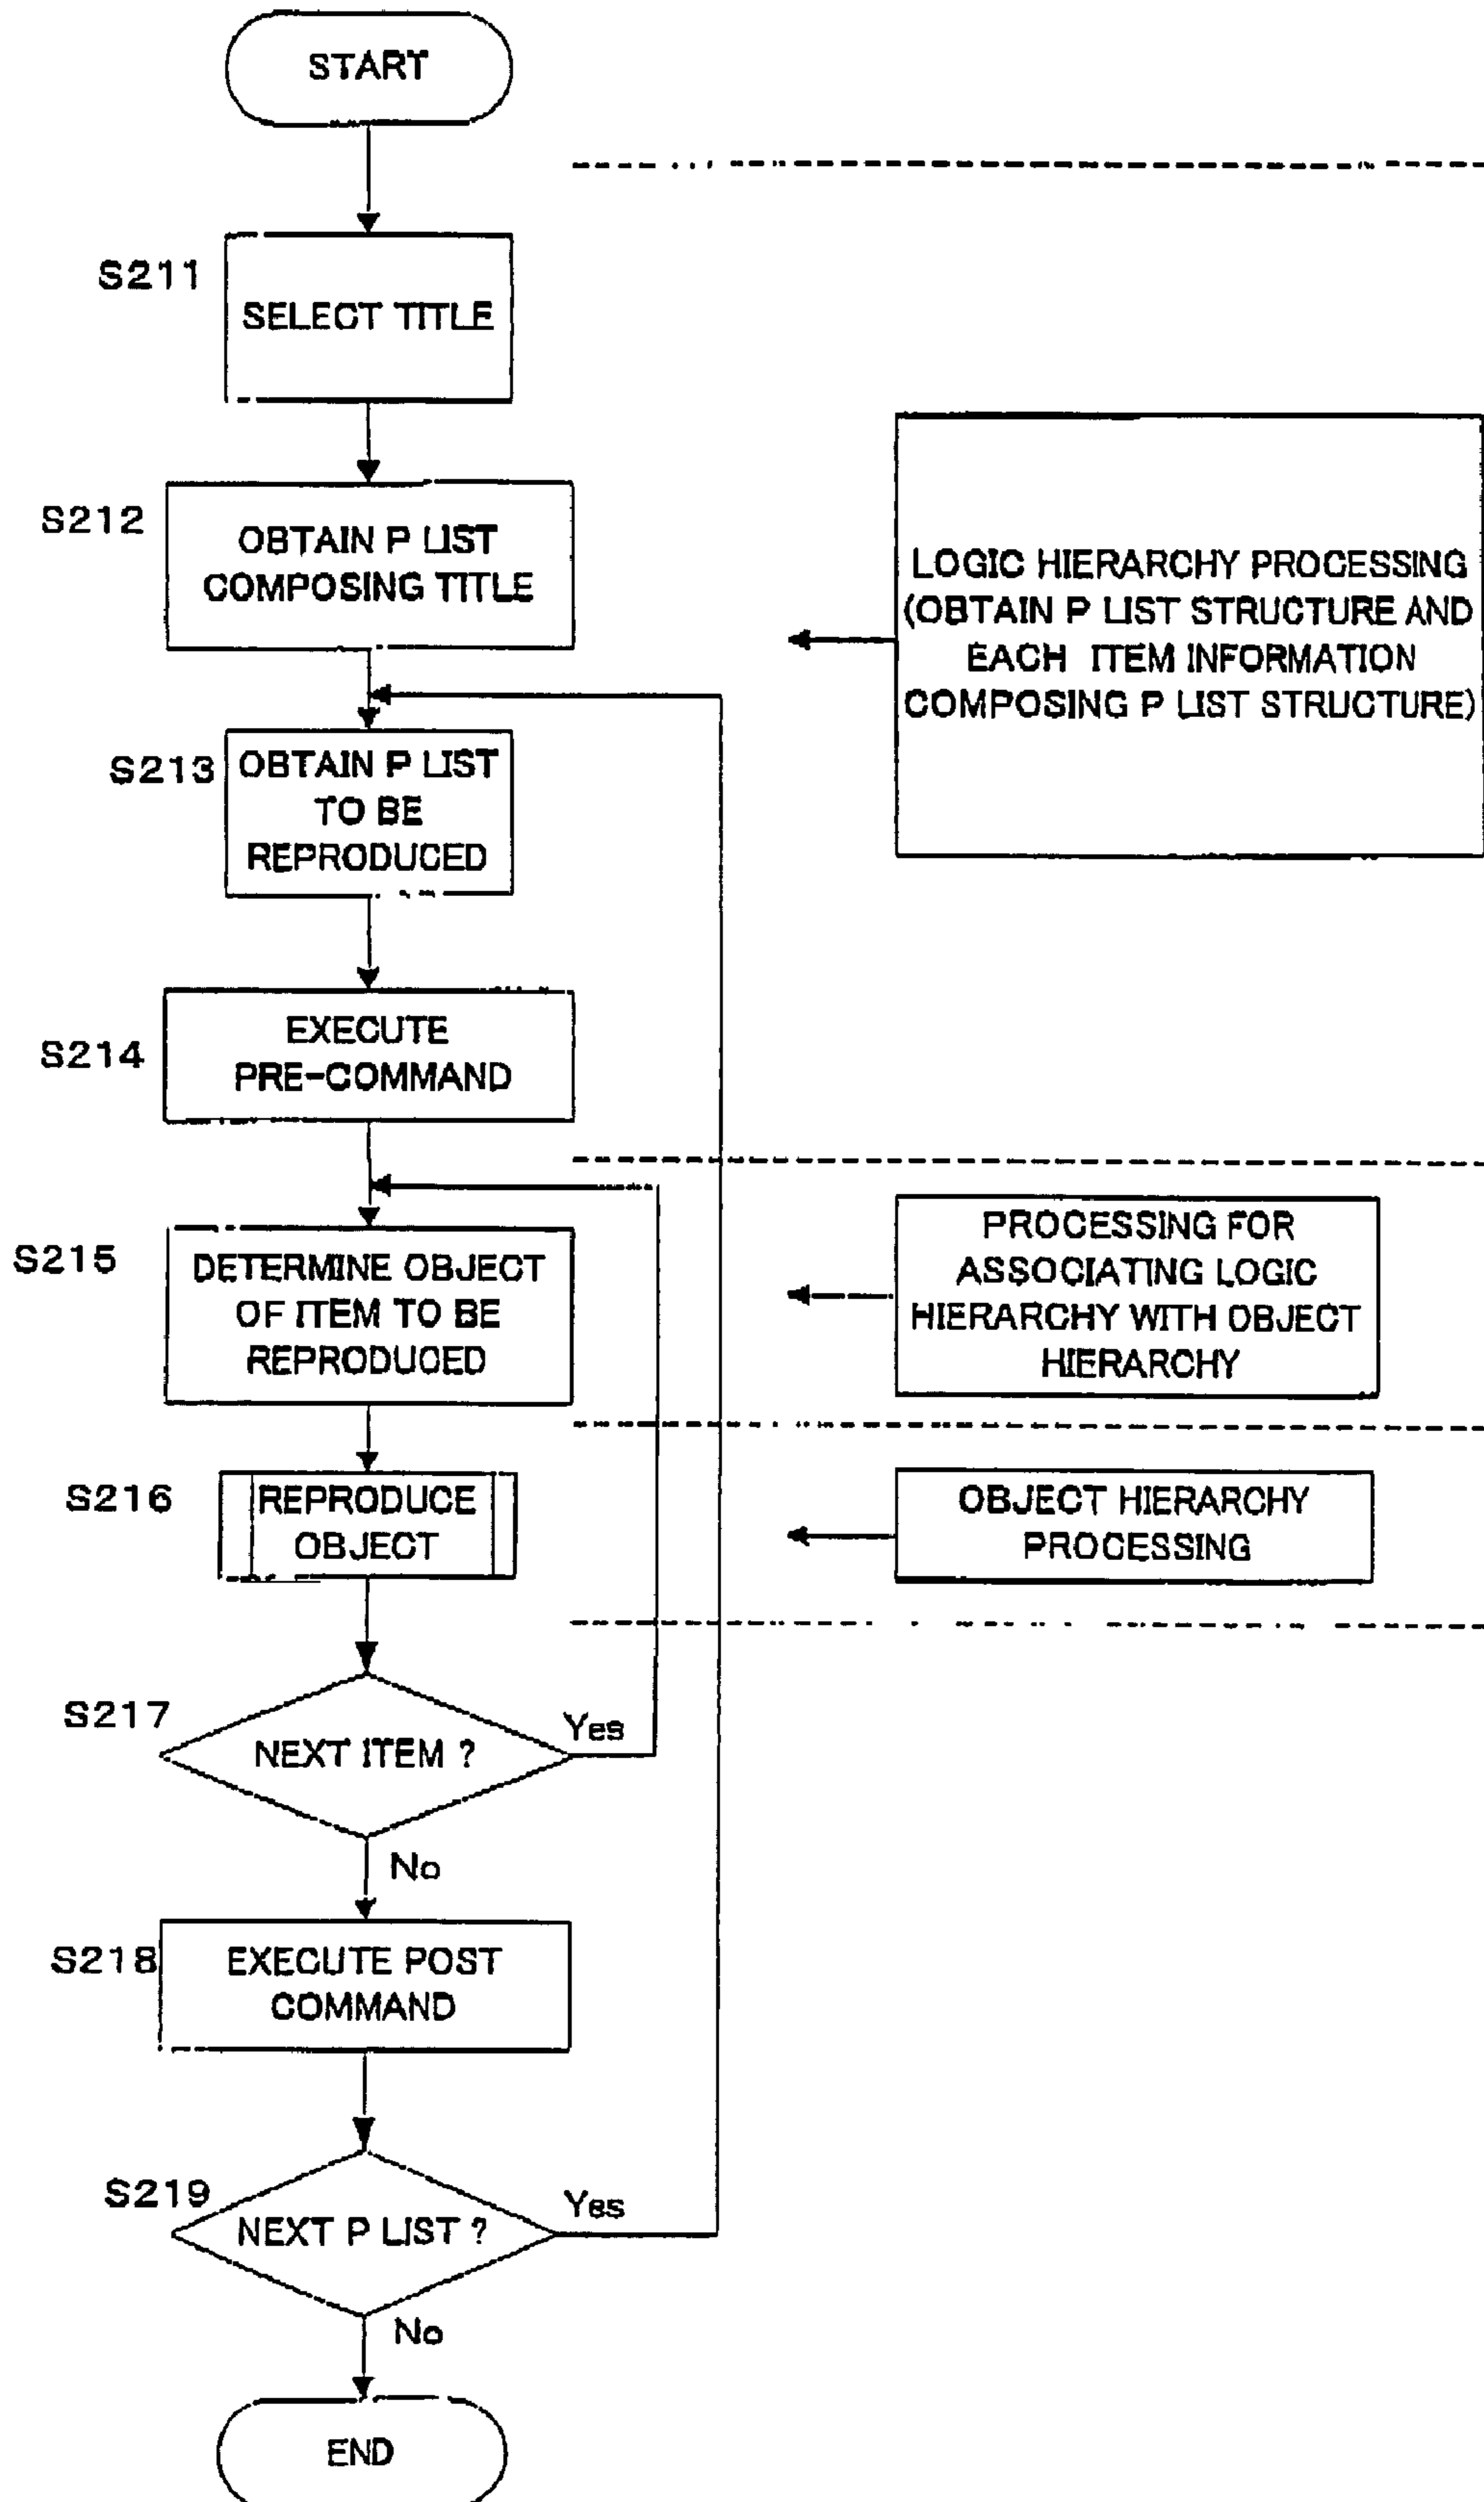 START
S211
SELECT TITLE
S212
OBTAIN P LIST
COMPOSING TITLE
LOGIC HIERARCHY PROCESSING
(OBTAIN P LIST STRUCTURE AND
EACH ITEM INFORMATION
COMPOSING P LIST STRUCTURE)
S213
OBTAIN P LIST
TO BE
REPRODUCED
S214
EXECUTE
PRE-COMMAND
S215
DETERMINE OBJECT
OF ITEM TO BE
REPRODUCED
PROCESSING FOR
ASSOCIATING LOGIC
HIERARCHY WITH OBJECT
HIERARCHY
S216
REPRODUCE
OBJECT
OBJECT HIERARCHY
PROCESSING
S217
NEXT ITEM ?
Yes
No
S218
EXECUTE POST
COMMAND
S219
NEXT P LIST ?
Yes
No
END